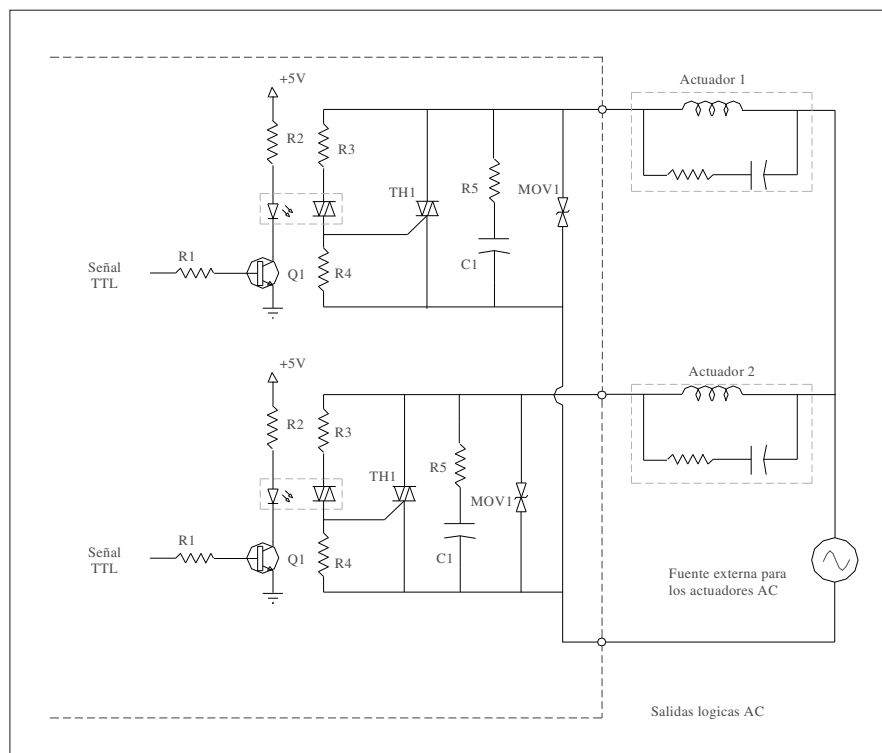 Actuador 1
+5V
R2
R3
TH1
R5
MOV1
Señal
TTL
R1
Q1
R4
C1
+5V
Actuador 2
R2
R3
R5
TH1
MOV1
Señal
TTL
R1
Q1
R4
C1
Fuente externa para
los actuadores AC
Salidas logicas AC